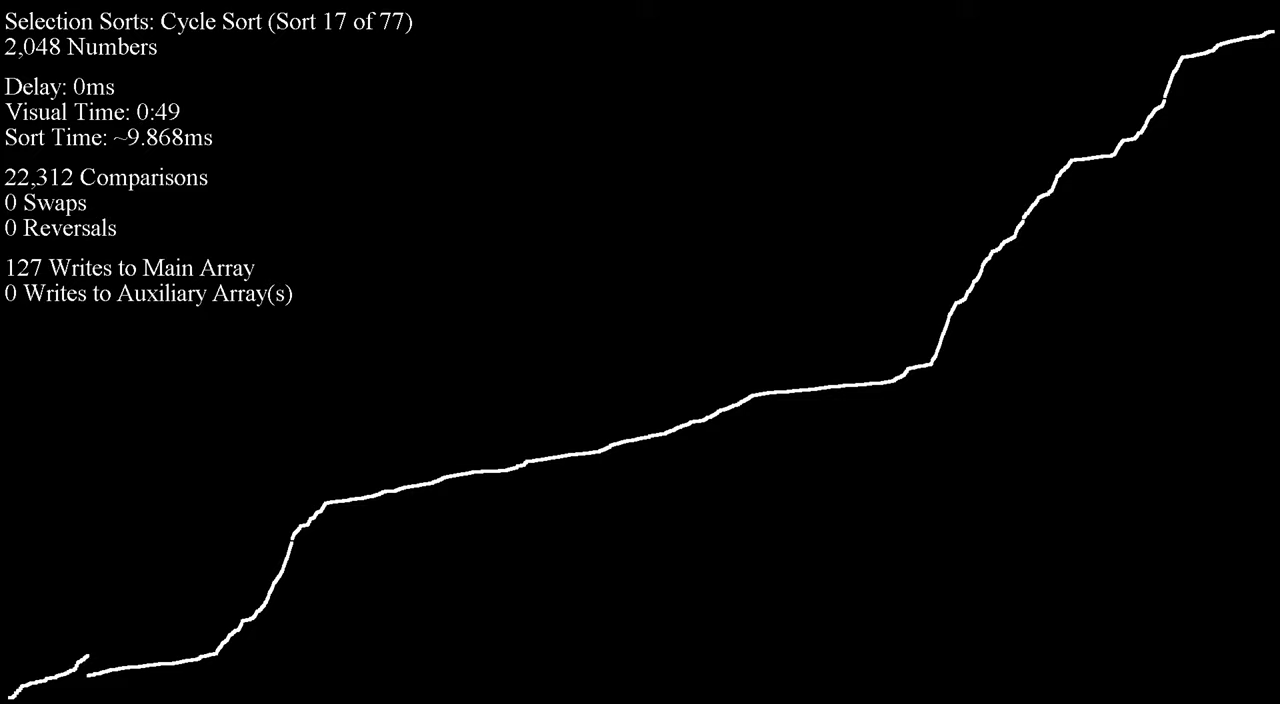 Selection Sorts: Cycle Sort (Sort 17 of 77)
2,048 Numbers
Delay: 0ms
Visual Time: 0:49
Sort Time: ~9.868ms
22,312 Comparisons
0 Swaps
0 Reversals
127 Writes to Main Array
0 Writes to Auxiliary Array(s)